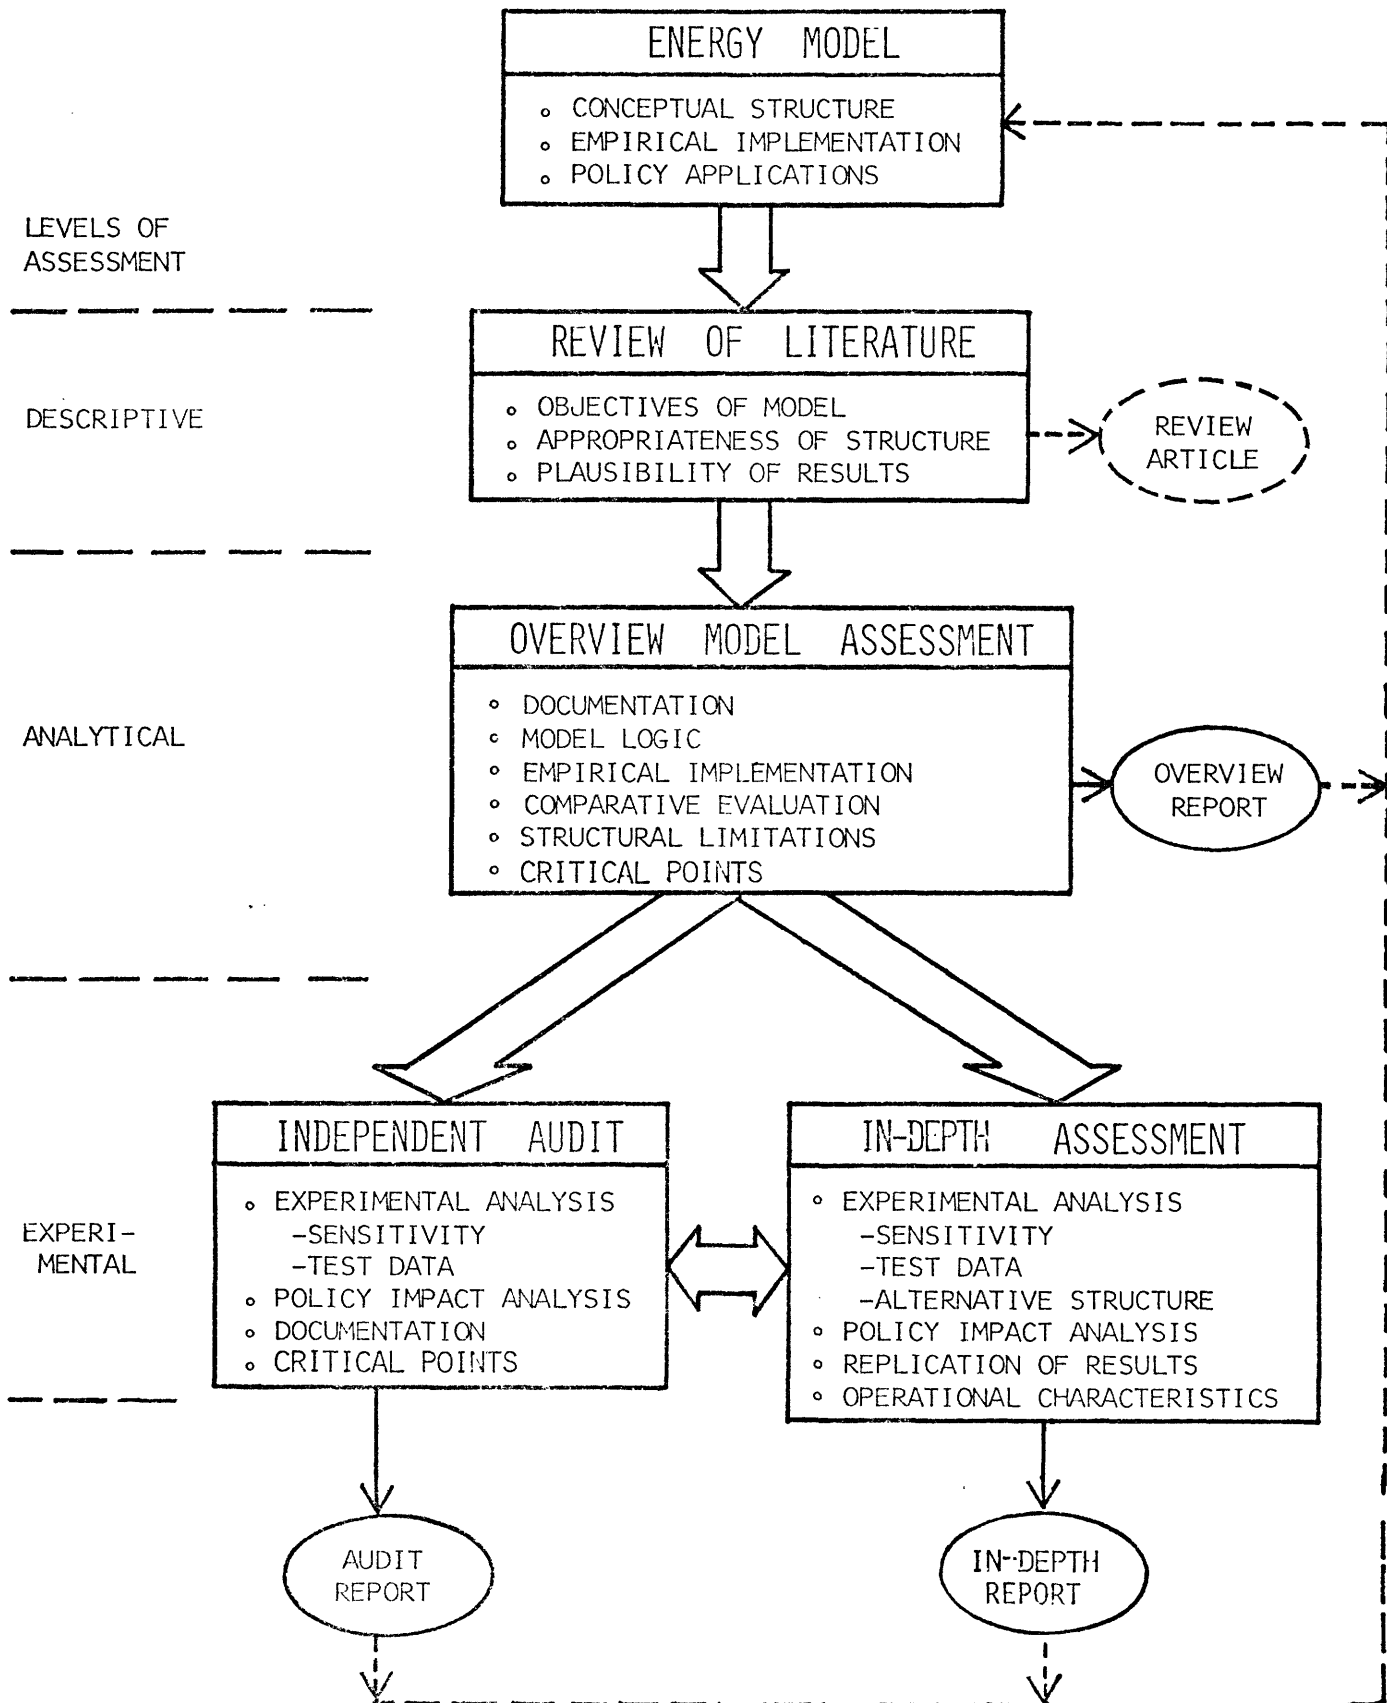 ENERGY MODEL
° CONCEPTUAL STRUCTURE
° EMPIRICAL IMPLEMENTATION
° POLICY APPLICATIONS
LEVELS OF
ASSESSMENT
REVIEW OF LITERATURE
° OBJECTIVES OF MODEL
° APPROPRIATENESS OF STRUCTURE
° PLAUSIBILITY OF RESULTS
DESCRIPTIVE
REVIEW
ARTICLE
OVERVIEW MODEL ASSESSMENT
° DOCUMENTATION
° MODEL LOGIC
° EMPIRICAL IMPLEMENTATION
° COMPARATIVE EVALUATION
° STRUCTURAL LIMITATIONS
° CRITICAL POINTS
ANALYTICAL
OVERVIEW
REPORT
INDEPENDENT AUDIT
° EXPERIMENTAL ANALYSIS
-SENSITIVITY
-TEST DATA
° POLICY IMPACT ANALYSIS
° DOCUMENTATION
° CRITICAL POINTS
IN-DEPTH ASSESSMENT
° EXPERIMENTAL ANALYSIS
-SENSITIVITY
-TEST DATA
-ALTERNATIVE STRUCTURE
° POLICY IMPACT ANALYSIS
° REPLICATION OF RESULTS
° OPERATIONAL CHARACTERISTICS
EXPERI-
MENTAL
AUDIT
REPORT
IN-DEPTH
REPORT